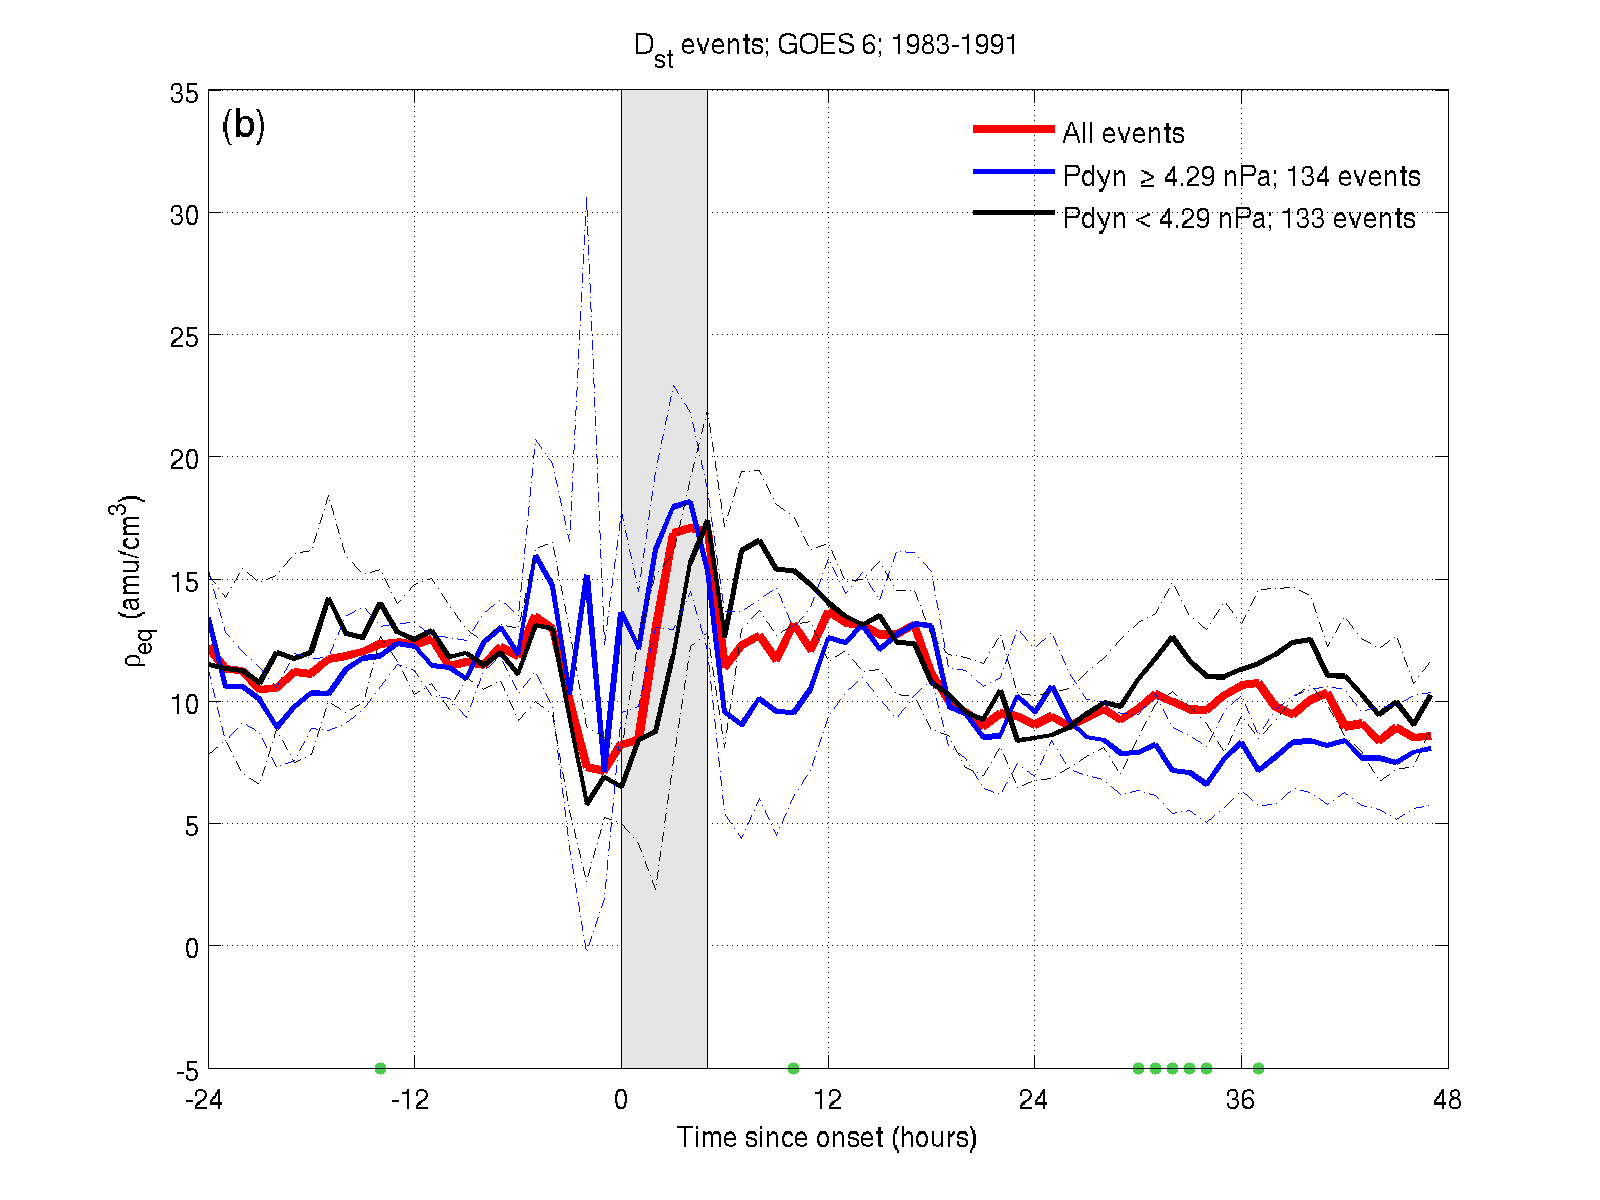 D_st events; GOES 6; 1983-1991
(b)
All events
Pdyn ≥ 4.29 nPa; 134 events
Pdyn < 4.29 nPa; 133 events
35
30
25
20
15
10
5
0
-5
ρ_eq (amu/cm^3)
-24 -12 0 12 24 36 48
Time since onset (hours)